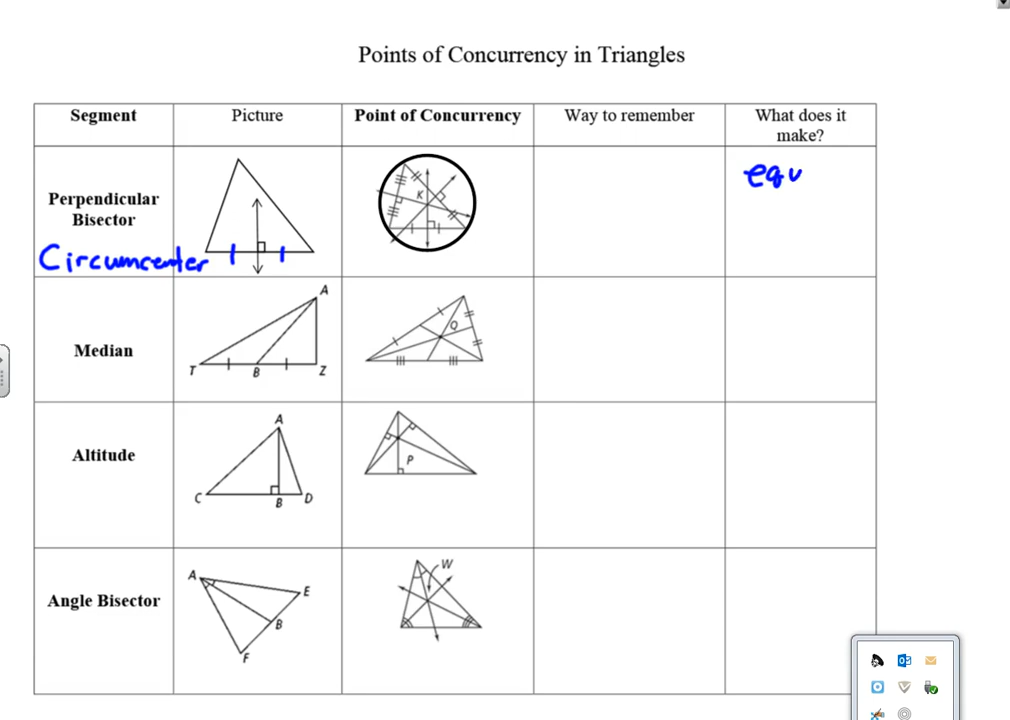 Points of Concurrency in Triangles
Segment Picture Point of Concurrency Way to remember What does it
make?
Perpendicular
Bisector
Circumcenter
K
equ
Median
A
T B Z
Q
Altitude
A
C B D
P
Angle Bisector
A E
B
F
W